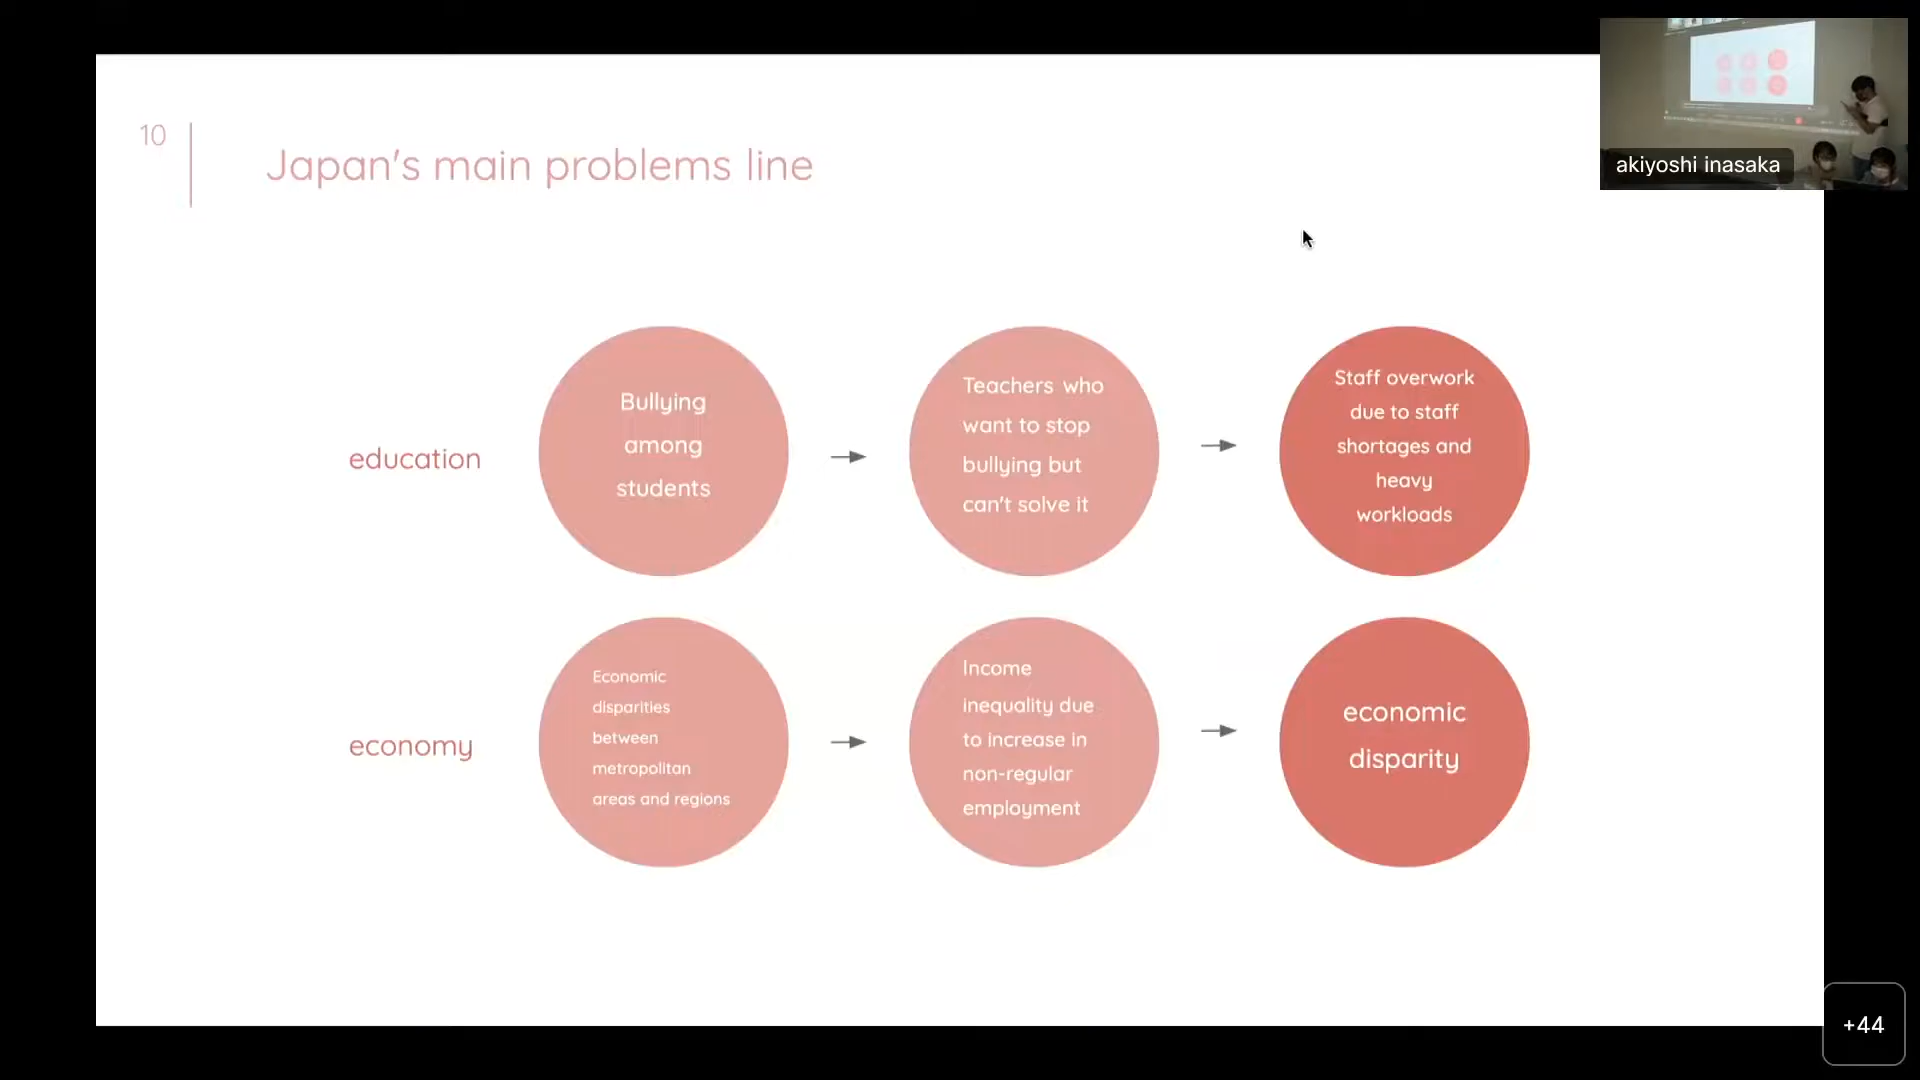 10
Japan's main problems line
akiyoshi inasaka
education
Bullying
among
students
Teachers who
want to stop
bullying but
can't solve it
Staff overwork
due to staff
shortages and
heavy
workloads
economy
Economic
disparities
between
metropolitan
areas and regions
Income
inequality due
to increase in
non-regular
employment
economic
disparity
+44